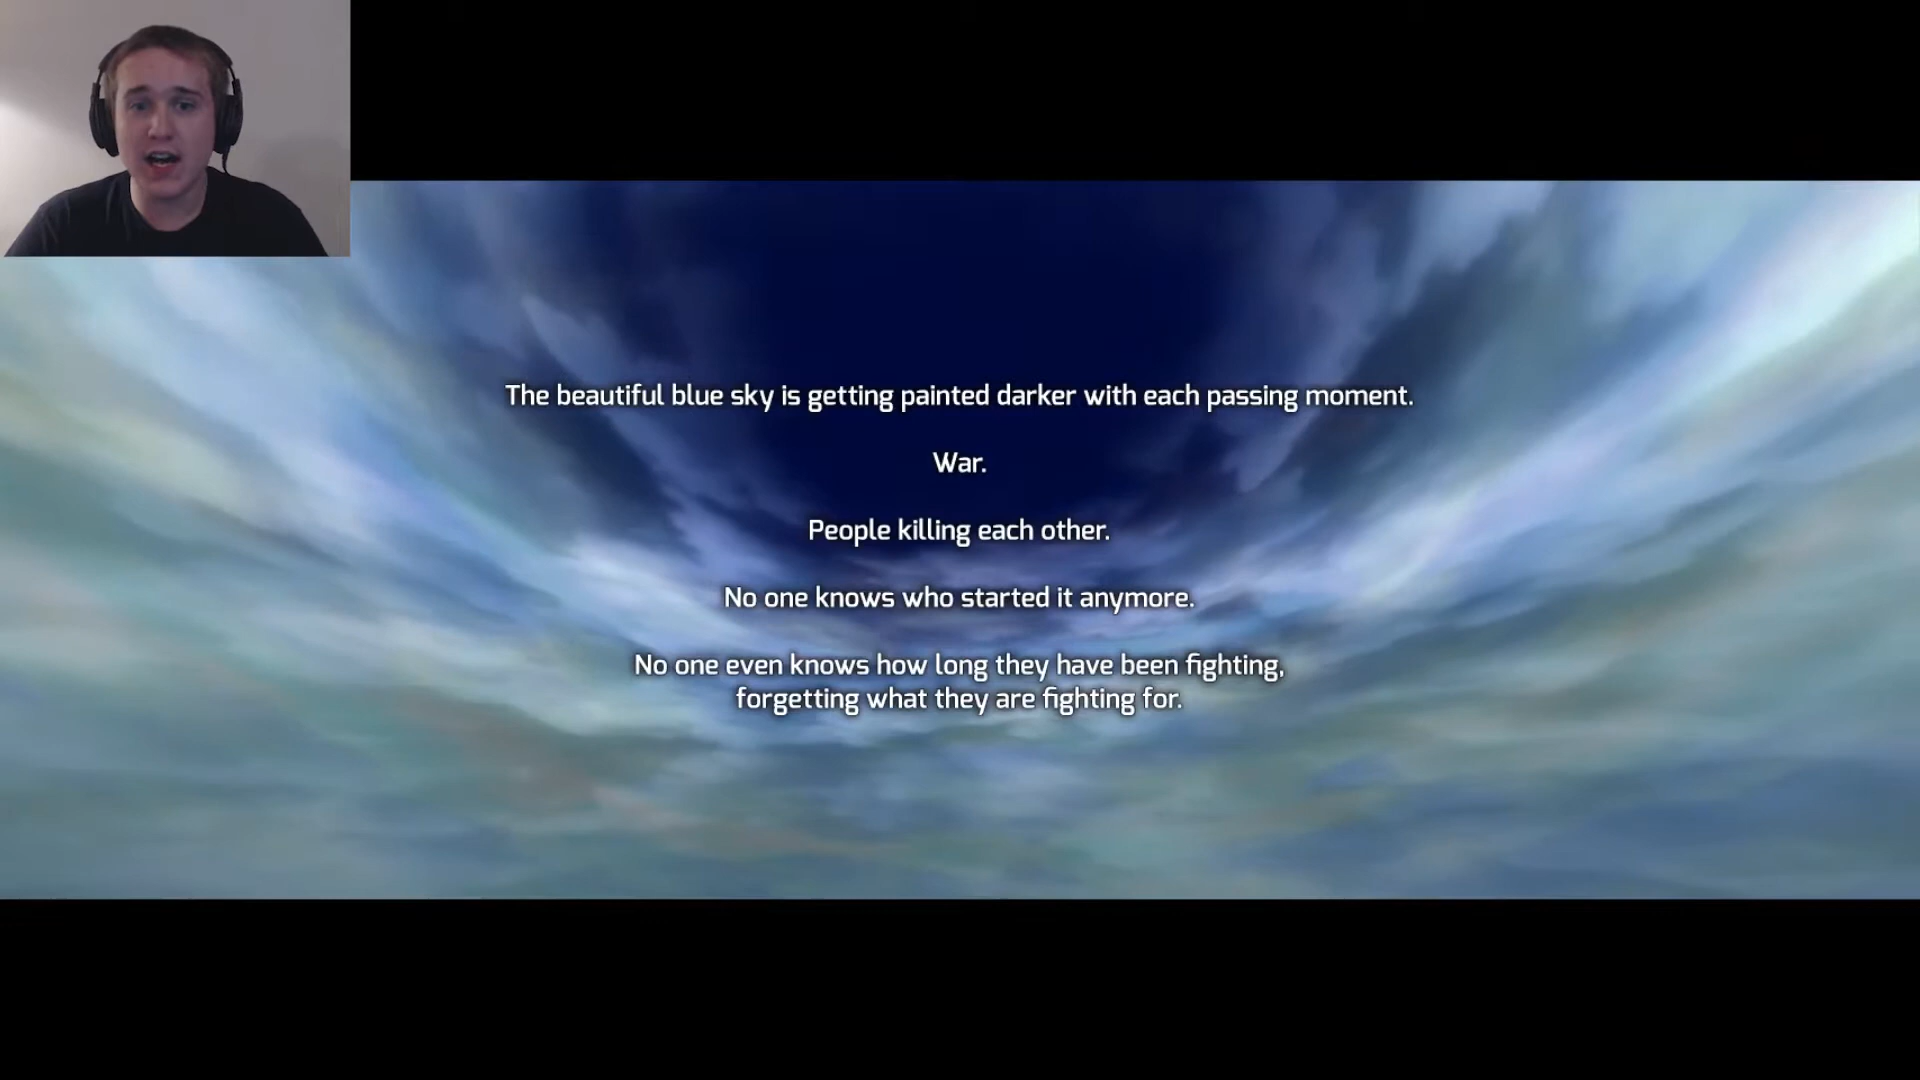 The beautiful blue sky is getting painted darker with each passing moment.
War.
People killing each other.
No one knows who started it anymore.
No one even knows how long they have been fighting,
forgetting what they are fighting for.